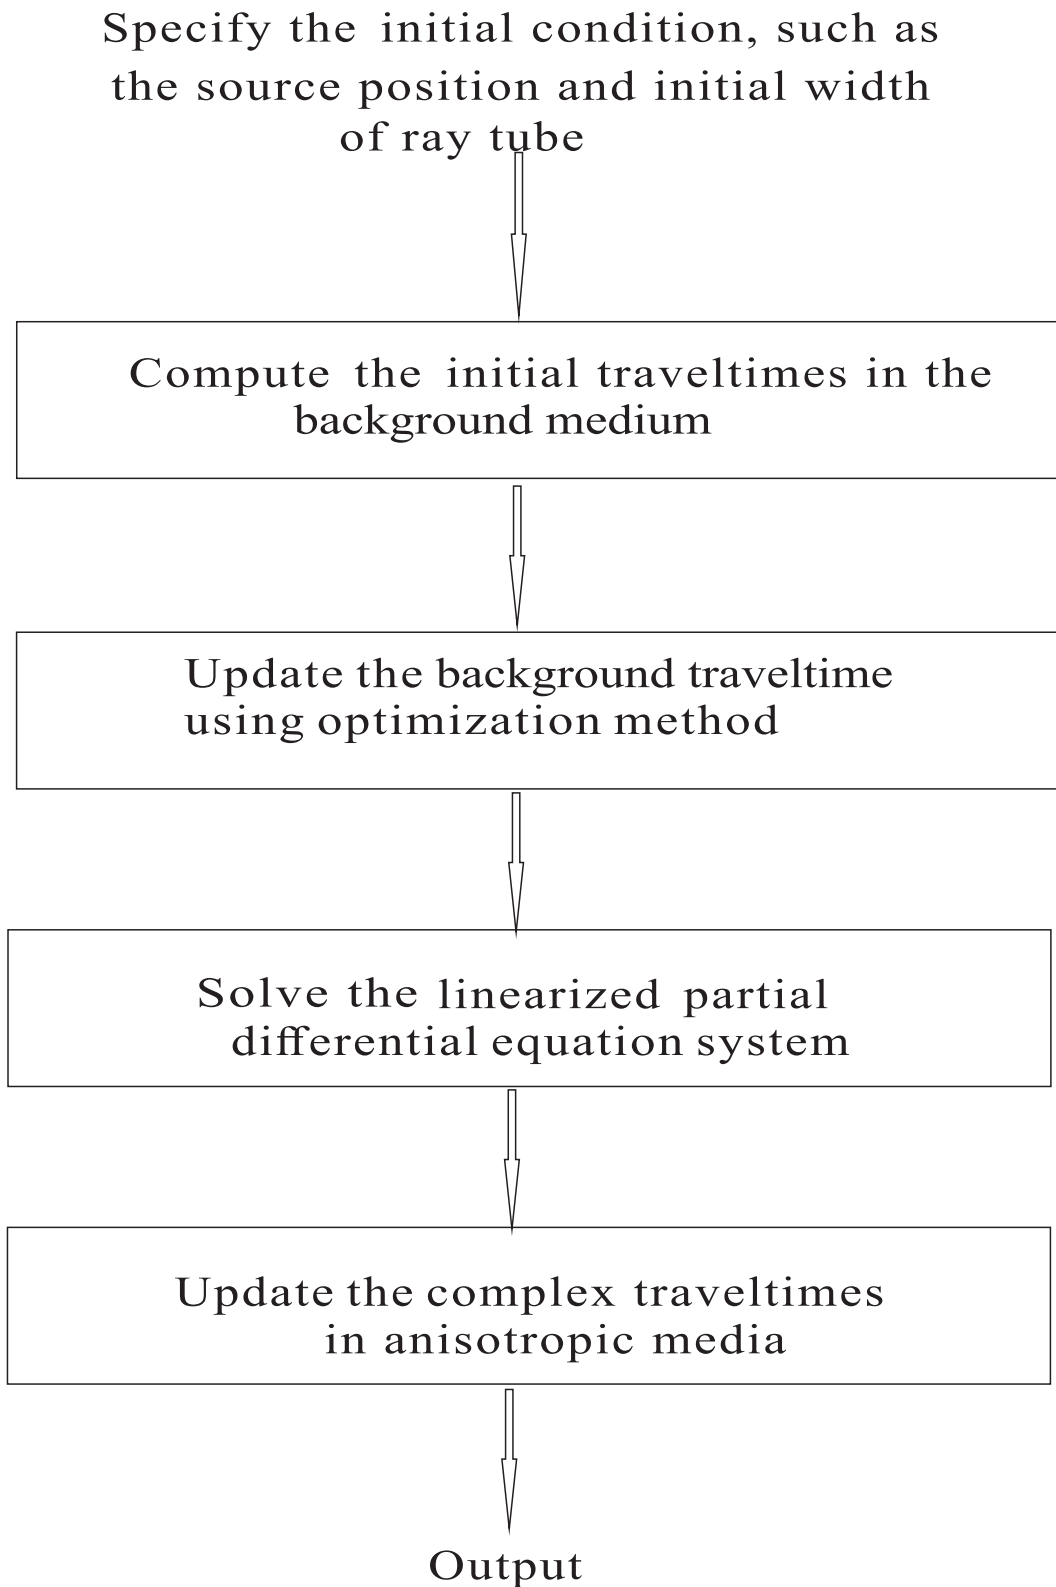 Specify the initial condition, such as
the source position and initial width
of ray tube
Compute the initial traveltimes in the
background medium
Update the background traveltime
using optimization method
Solve the linearized partial
differential equation system
Update the complex traveltimes
in anisotropic media
Output